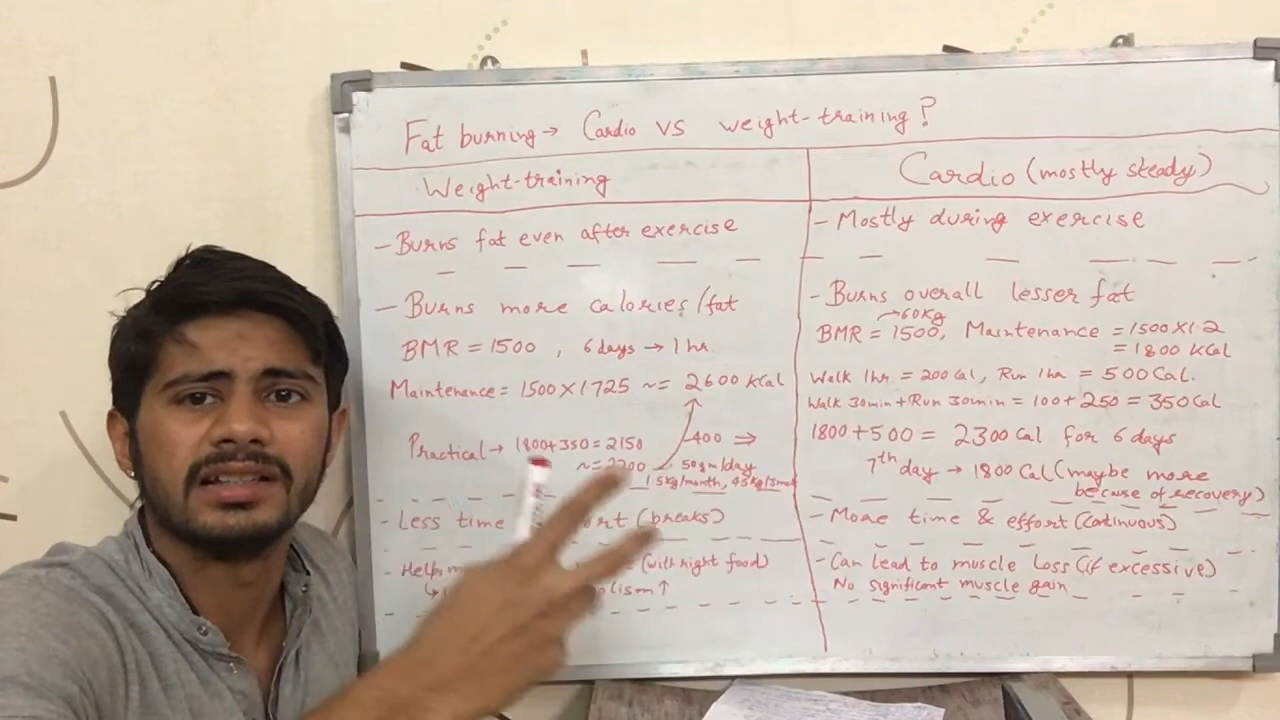 Fat burning → Cardio VS weight-training?
Weight-training
- Burns fat even after exercise
- Burns more calories/fat
BMR = 1500 , 6 days → 1 hr.
Maintenance = 1500 X 1.725 ~= 2600 KCal
Practical → 1800+350 = 2150
-400 ⇒
~= 2200 50gm/day
1.5kg/month, 4.5kg/3mon
- Less time (breaks)
- Helps (with right food)
↑
Cardio (mostly steady)
- Mostly during exercise
- Burns overall lesser fat
→ 60Kg
BMR = 1500, Maintenance = 1500 X 1.2
= 1800 KCal
Walk 1hr. = 200 Cal, Run 1hr = 500 Cal.
Walk 30min + Run 30min = 100 + 250 = 350 Cal
1800 + 500 = 2300 Cal for 6 days
7th day → 1800 Cal (maybe more
because of recovery)
- More time & effort (Continuous)
- Can lead to muscle Loss (if excessive)
No significant muscle gain